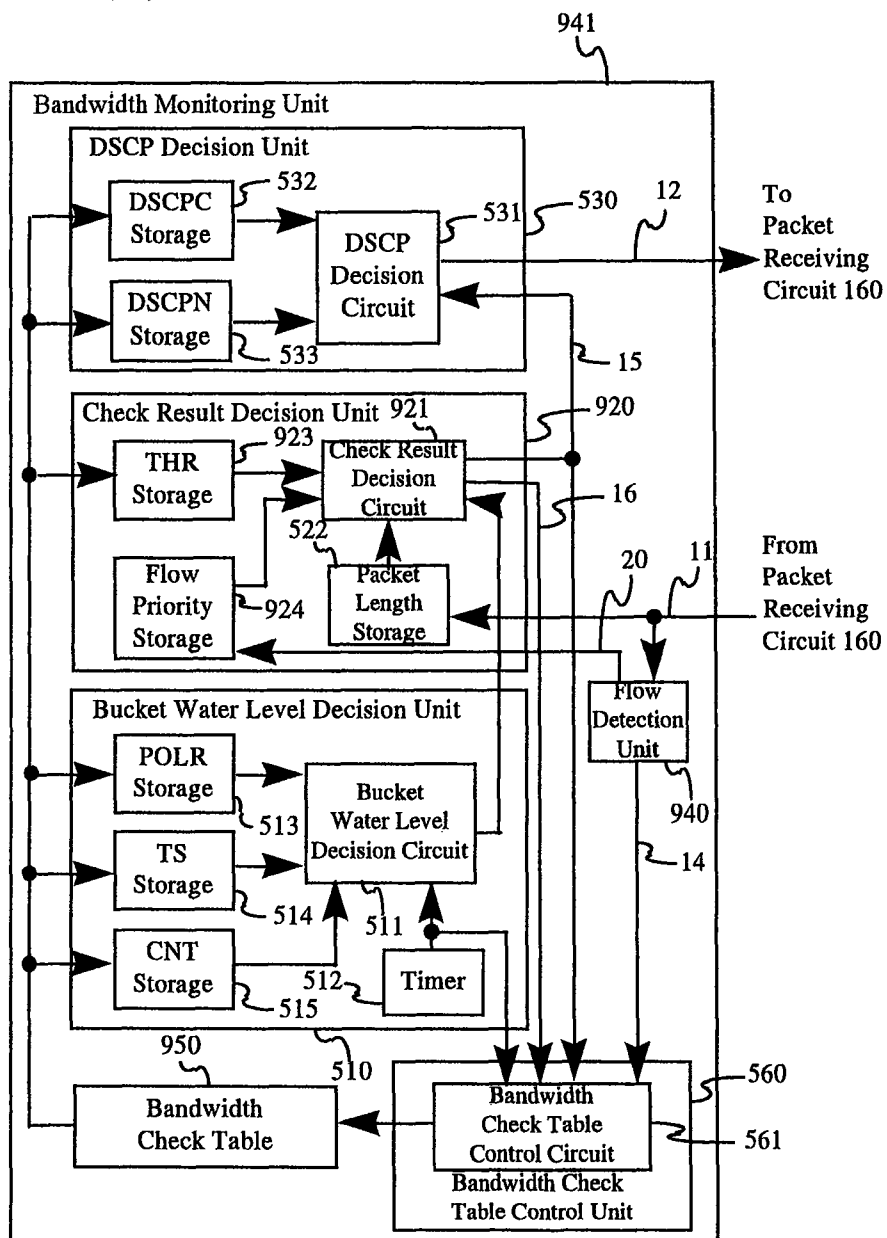 941
Bandwidth Monitoring Unit
DSCP Decision Unit
532
DSCPC
Storage
531
530
12
To
Packet
Receiving
Circuit 160
DSCP
Decision
Circuit
DSCPN
Storage
533
15
Check Result Decision Unit
921
920
923
THR
Storage
Check Result
Decision
Circuit
16
522
From
Packet
Receiving
Circuit 160
11
20
Flow
Priority
Storage
924
Packet
Length
Storage
Flow
Detection
Unit
940
Bucket Water Level Decision Unit
POLR
Storage
513
Bucket
Water Level
Decision Circuit
14
TS
Storage
514
511
CNT
Storage
515
512
Timer
510
950
Bandwidth
Check Table
560
Bandwidth
Check Table
Control Circuit
561
Bandwidth Check
Table Control Unit